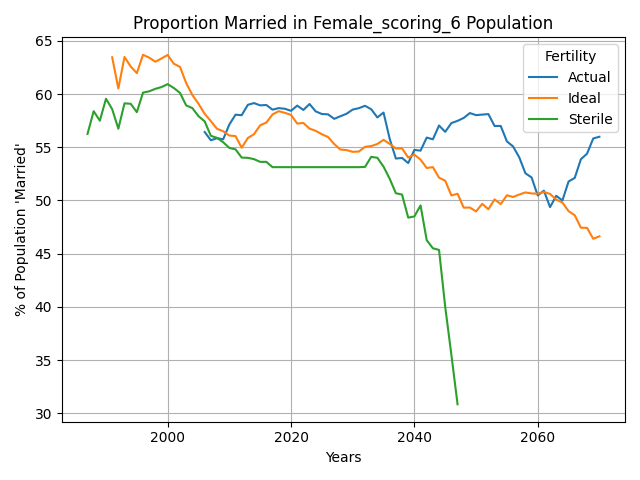 Proportion Married in Female_scoring_6 Population
% of Population 'Married'
65
60
55
50
45
40
35
30
Fertility
Actual
Ideal
Sterile
2000
2020
2040
2060
Years